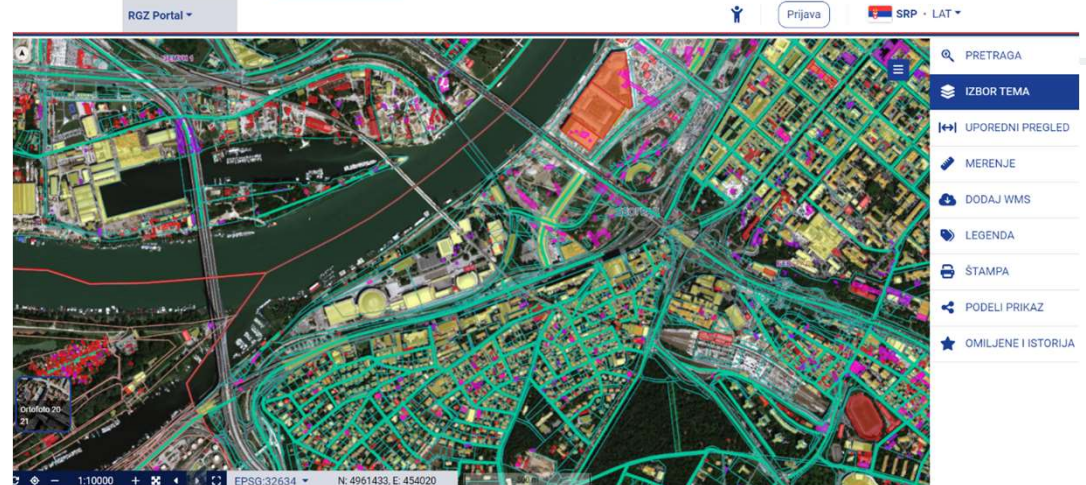 RGZ Portal
Prijava
SRP - LAT
PRETRAGA
IZBOR TEMA
UPOREDNI PREGLED
MERENJE
DODAJ WMS
LEGENDA
ŠTAMPA
PODELI PRIKAZ
OMILJENE I ISTORIJA
Ortofoto 20-
21
1:10000
EPSG:32634
N: 4961433, E: 454020